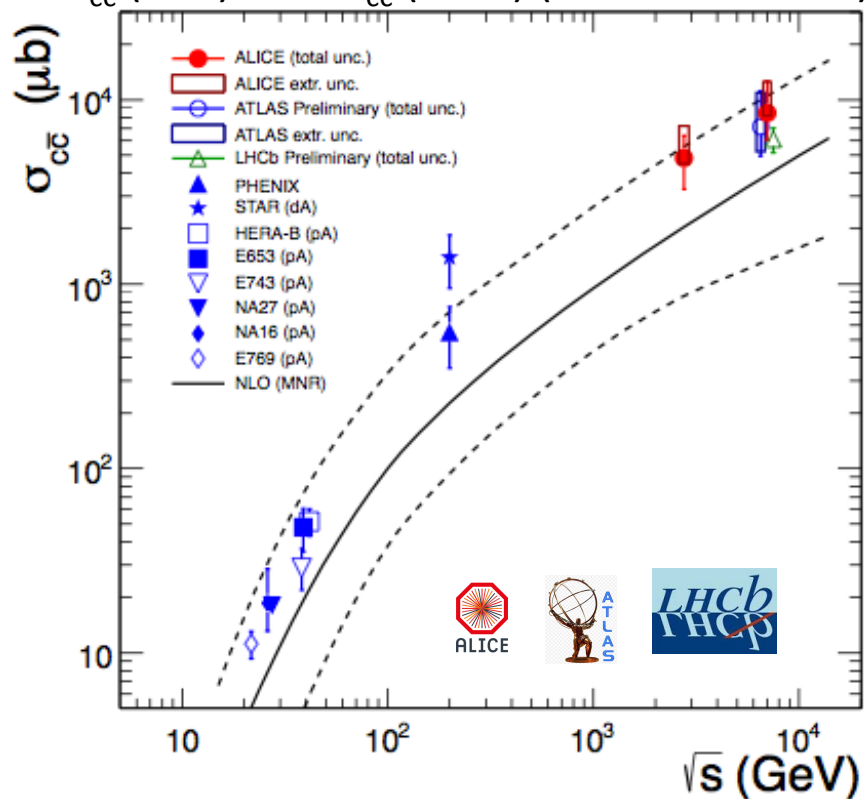 σcc̄ (μb)
ALICE (total unc.)
ALICE extr. unc.
ATLAS Preliminary (total unc.)
ATLAS extr. unc.
LHCb Preliminary (total unc.)
PHENIX
STAR (dA)
HERA-B (pA)
E653 (pA)
E743 (pA)
NA27 (pA)
NA16 (pA)
E769 (pA)
NLO (MNR)
10⁴
10³
10²
10
ALICE
ATLAS
LHCb
LHCb
10
10²
10³
10⁴
√s (GeV)